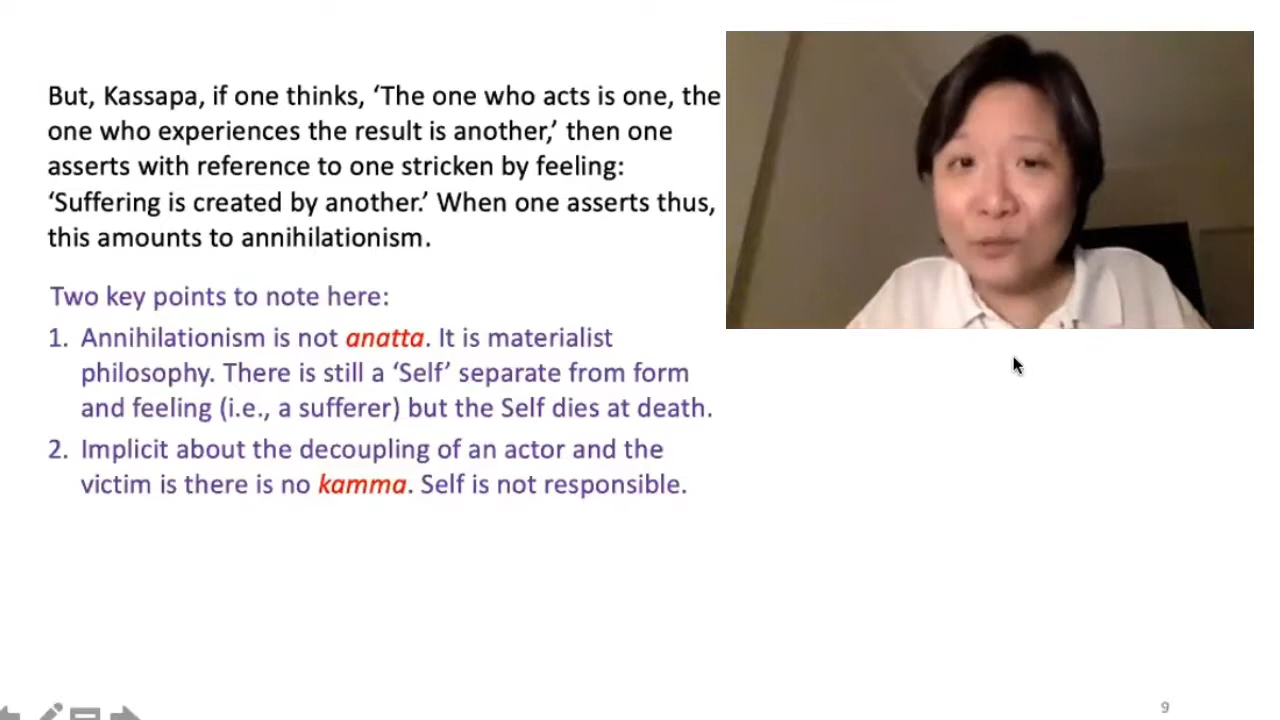 But, Kassapa, if one thinks, ‘The one who acts is one, the
one who experiences the result is another,’ then one
asserts with reference to one stricken by feeling:
‘Suffering is created by another.’ When one asserts thus,
this amounts to annihilationism.
Two key points to note here:
1. Annihilationism is not anatta. It is materialist
philosophy. There is still a ‘Self’ separate from form
and feeling (i.e., a sufferer) but the Self dies at death.
2. Implicit about the decoupling of an actor and the
victim is there is no kamma. Self is not responsible.
9